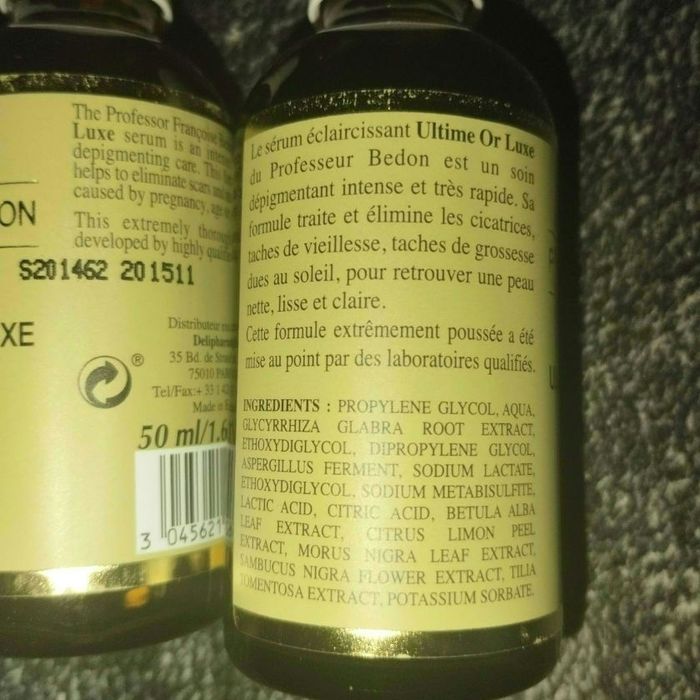 The Professor Françoise
Luxe serum is an
depigmenting care. This
helps to eliminate scars
caused by pregnancy, age
This extremely
developed by highly
ON
S201462 201511
XE
Distributeur
35 Bd. de
75010
Tel/Fax:+ 33 1
Made in
50 ml/1.6
3 045621
Le sérum éclaircissant Ultime Or Luxe
du Professeur Bedon est un soin
dépigmentant intense et très rapide. Sa
formule traite et élimine les cicatrices,
taches de vieillesse, taches de grossesse
dues au soleil, pour retrouver une peau
nette, lisse et claire.
Cette formule extrêmement poussée a été
mise au point par des laboratoires qualifiés.
INGREDIENTS : PROPYLENE GLYCOL, AQUA,
GLYCYRRHIZA GLABRA ROOT EXTRACT,
ETHOXYDIGLYCOL, DIPROPYLENE GLYCOL,
ASPERGILLUS FERMENT, SODIUM LACTATE,
ETHOXYDIGLYCOL, SODIUM METABISULFITE,
LACTIC ACID, CITRIC ACID, BETULA ALBA
LEAF EXTRACT, CITRUS LIMON PEEL
EXTRACT, MORUS NIGRA LEAF EXTRACT,
SAMBUCUS NIGRA FLOWER EXTRACT, TILIA
TOMENTOSA EXTRACT, POTASSIUM SORBATE.